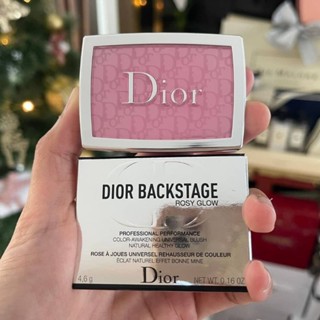 Dior
DIOR BACKSTAGE
ROSY GLOW
PROFESSIONAL PERFORMANCE
COLOR-AWAKENING UNIVERSAL BLUSH
NATURAL HEALTHY GLOW
ROSE À JOUES UNIVERSEL REHAUSSEUR DE COULEUR
ÉCLAT NATUREL EFFET BONNE MINE
4.6g Dior NET WT. 0.16 OZ